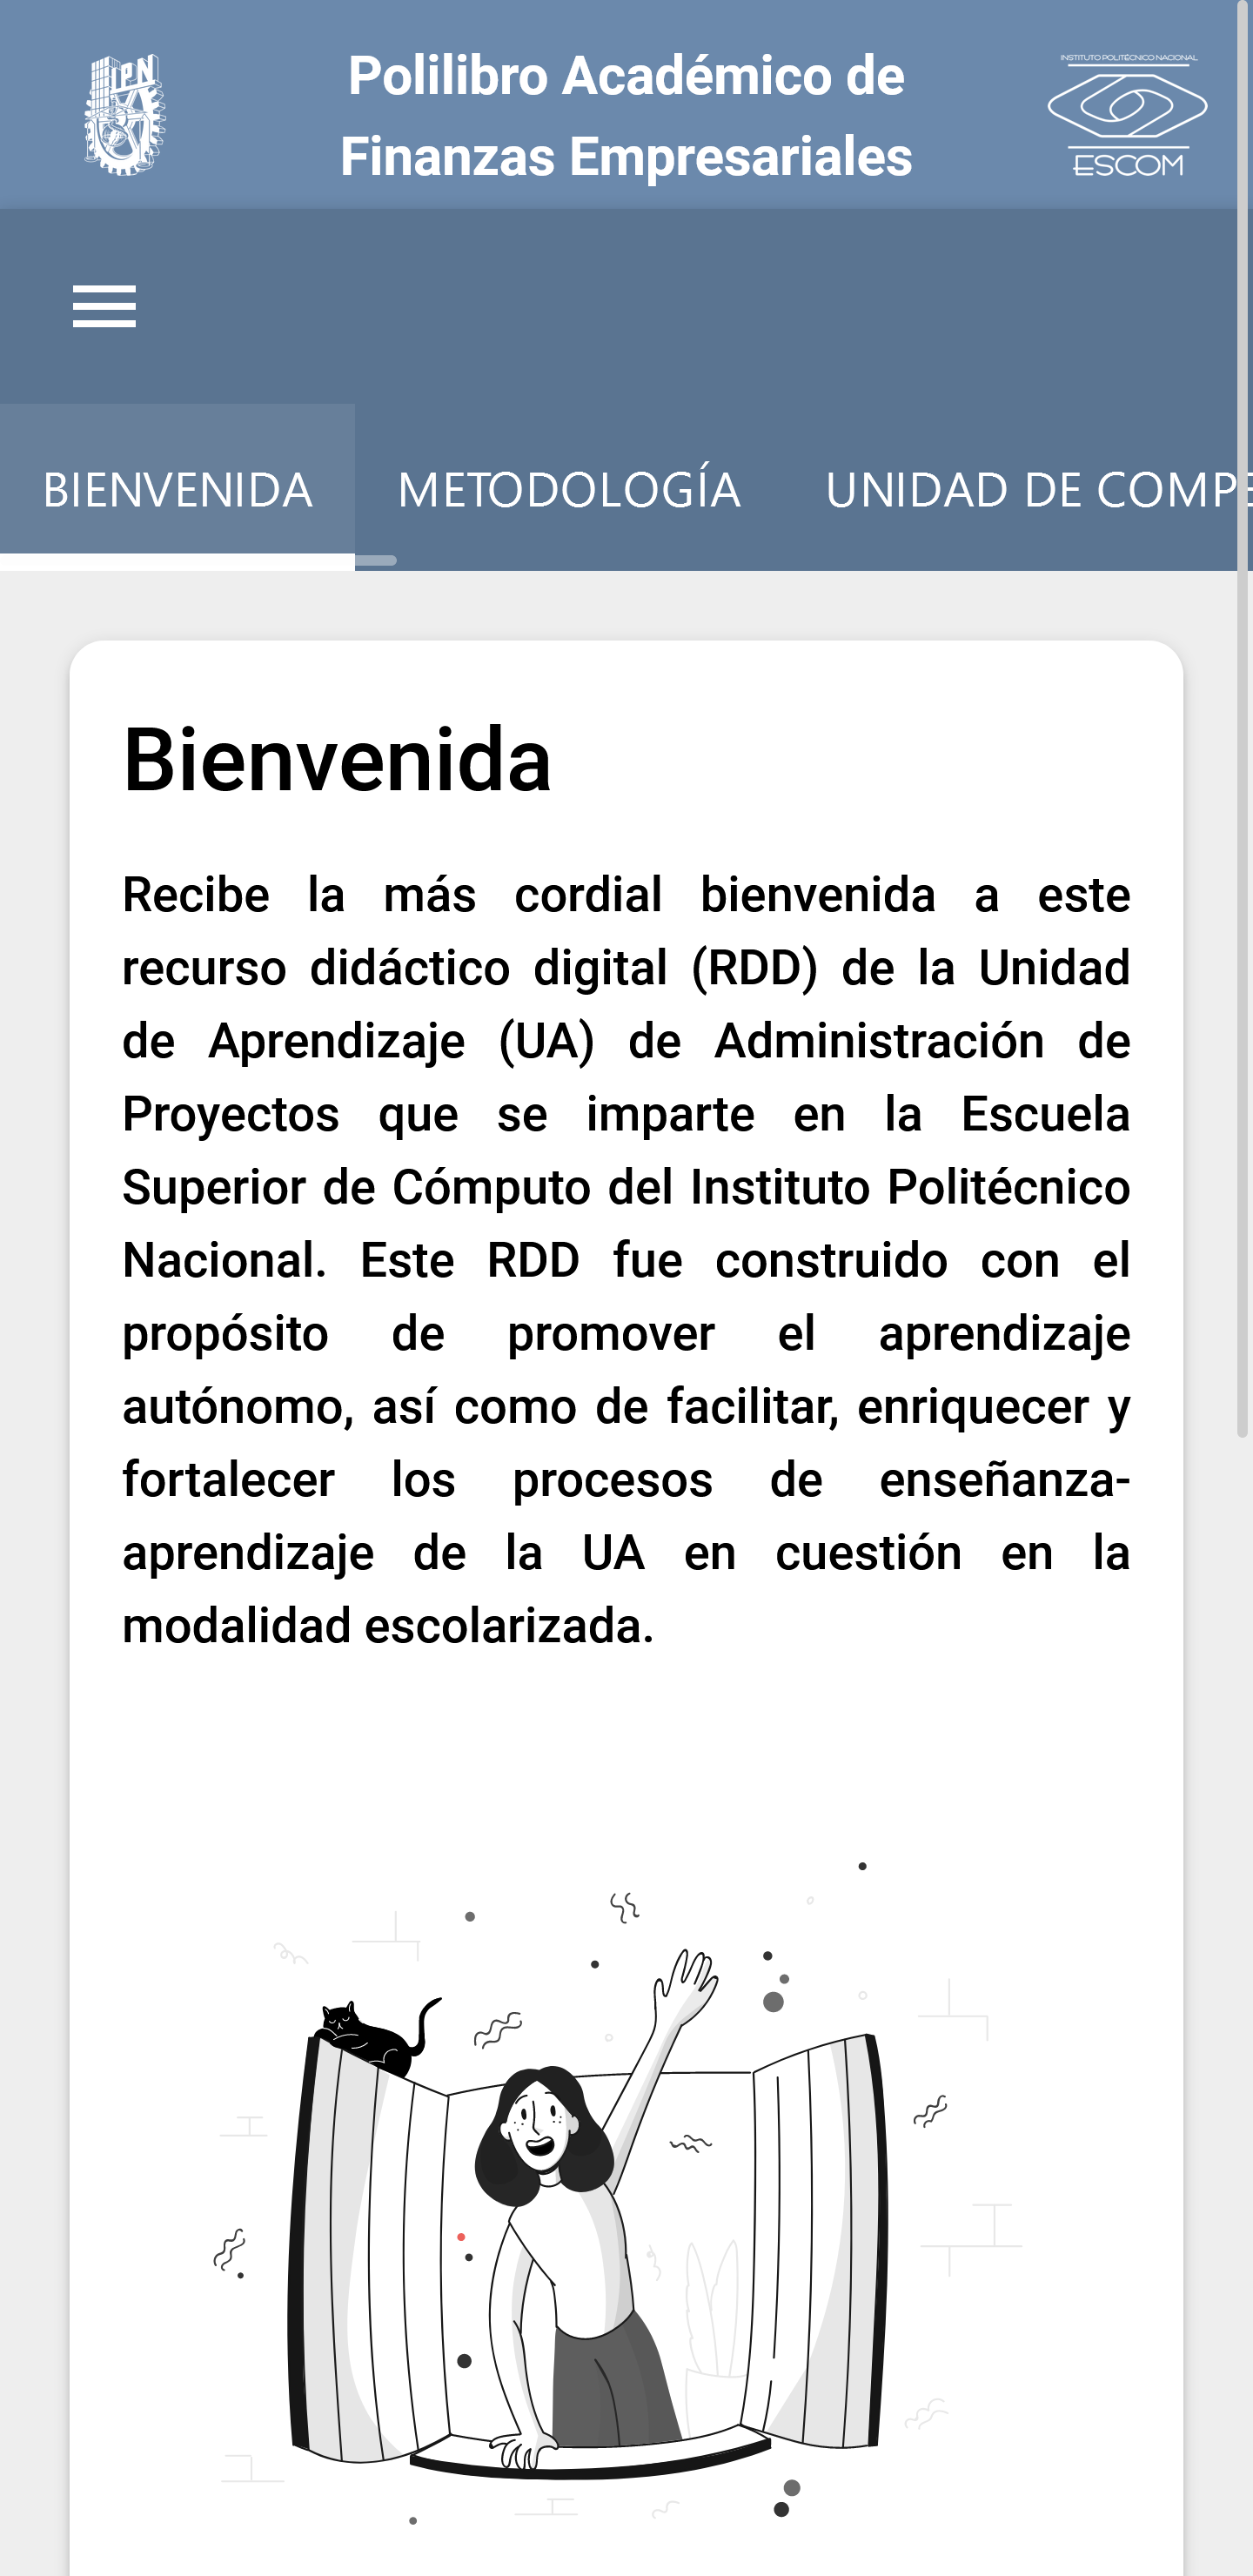 IPN
Polilibro Académico de
Finanzas Empresariales
INSTITUTO POLITÉCNICO NACIONAL
ESCOM
BIENVENIDA
METODOLOGÍA
UNIDAD DE COMPE
Bienvenida
Recibe la más cordial bienvenida a este
recurso didáctico digital (RDD) de la Unidad
de Aprendizaje (UA) de Administración de
Proyectos que se imparte en la Escuela
Superior de Cómputo del Instituto Politécnico
Nacional. Este RDD fue construido con el
propósito de promover el aprendizaje
autónomo, así como de facilitar, enriquecer y
fortalecer los procesos de enseñanza-
aprendizaje de la UA en cuestión en la
modalidad escolarizada.